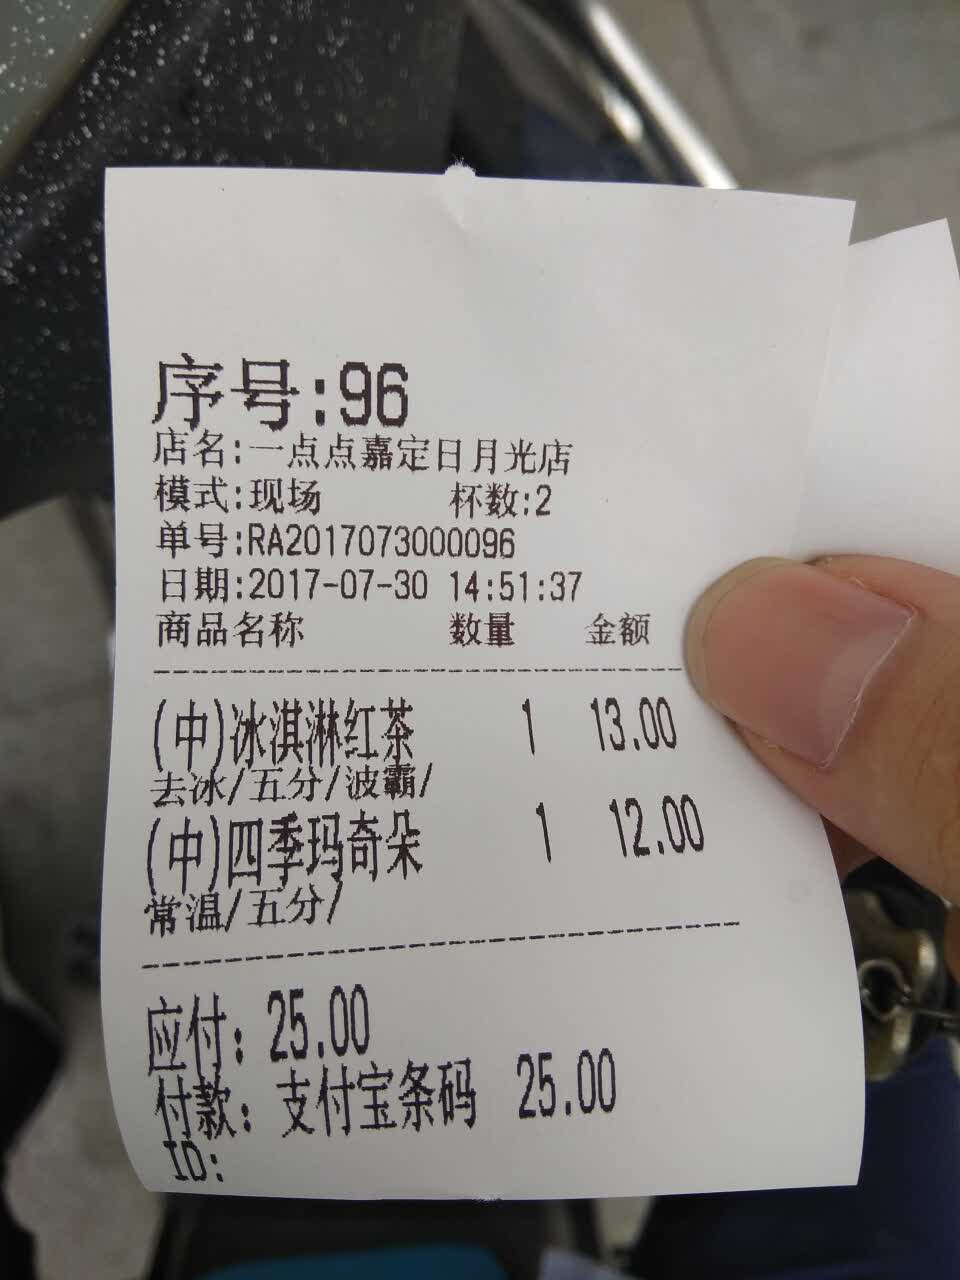 序号:96
店名:一点点嘉定日月光店
模式:现场 杯数:2
单号:RA2017073000096
日期:2017-07-30 14:51:37
商品名称 数量 金额
(中)冰淇淋红茶 1 13.00
去冰/五分/波霸/
(中)四季玛奇朵 1 12.00
常温/五分/
应付: 25.00
付款: 支付宝条码 25.00
ID: